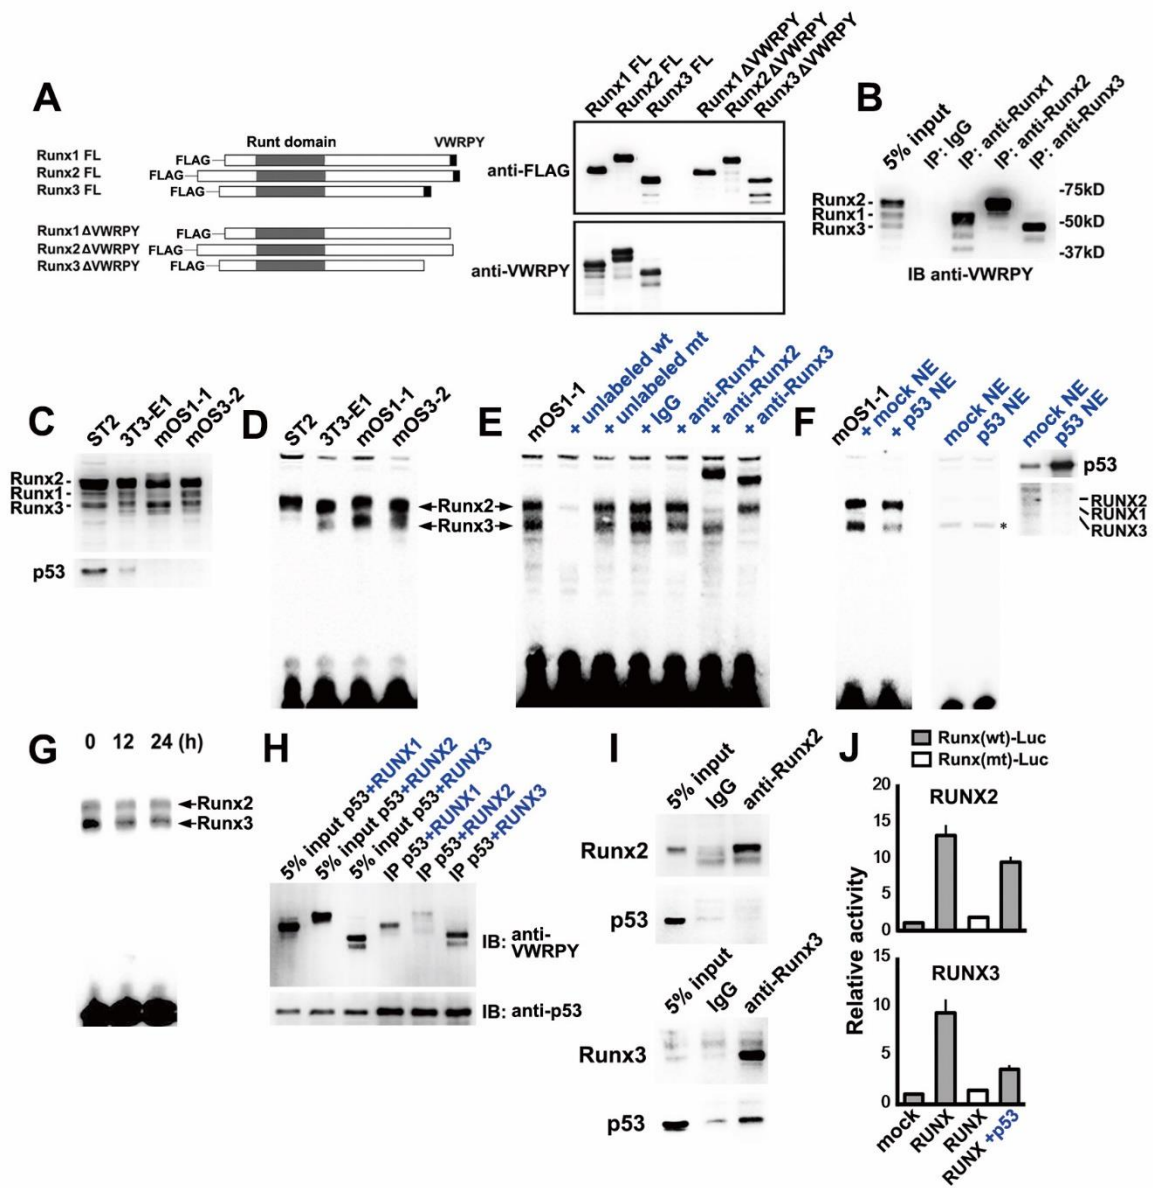 A
Runt domain
VWRPY
Runx1 FL
FLAG
Runx2 FL
FLAG
Runx3 FL
FLAG
Runx1ΔVWRPY
FLAG
Runx2ΔVWRPY
FLAG
Runx3ΔVWRPY
FLAG
Runx1 FL
Runx2 FL
Runx3 FL
Runx1ΔVWRPY
Runx2ΔVWRPY
Runx3ΔVWRPY
anti-FLAG
anti-VWRPY
B
5% input
IP: IgG
IP: anti-Runx1
IP: anti-Runx2
IP: anti-Runx3
Runx2-
Runx1-
Runx3-
-75kD
-50kD
-37kD
IB anti-VWRPY
C
ST2
3T3-E1
mOS1-1
mOS3-2
Runx2-
Runx1-
Runx3-
p53
D
ST2
3T3-E1
mOS1-1
mOS3-2
Runx2
Runx3
E
mOS1-1
+ unlabeled wt
+ unlabeled mt
+ IgG
+ anti-Runx1
+ anti-Runx2
+ anti-Runx3
F
mOS1-1
+ mock NE
+ p53 NE
mock NE
p53 NE
*
mock NE
p53 NE
p53
RUNX2
RUNX1
RUNX3
G
0 12 24 (h)
Runx2
Runx3
H
5% input p53+RUNX1
5% input p53+RUNX2
5% input p53+RUNX3
IP p53+RUNX1
IP p53+RUNX2
IP p53+RUNX3
IB: anti-
VWRPY
IB: anti-p53
I
5% input
IgG
anti-Runx2
Runx2
p53
5% input
IgG
anti-Runx3
Runx3
p53
J
Runx(wt)-Luc
Runx(mt)-Luc
Relative activity
20
15
10
5
0
RUNX2
15
10
5
0
RUNX3
mock
RUNX
RUNX
RUNX +p53